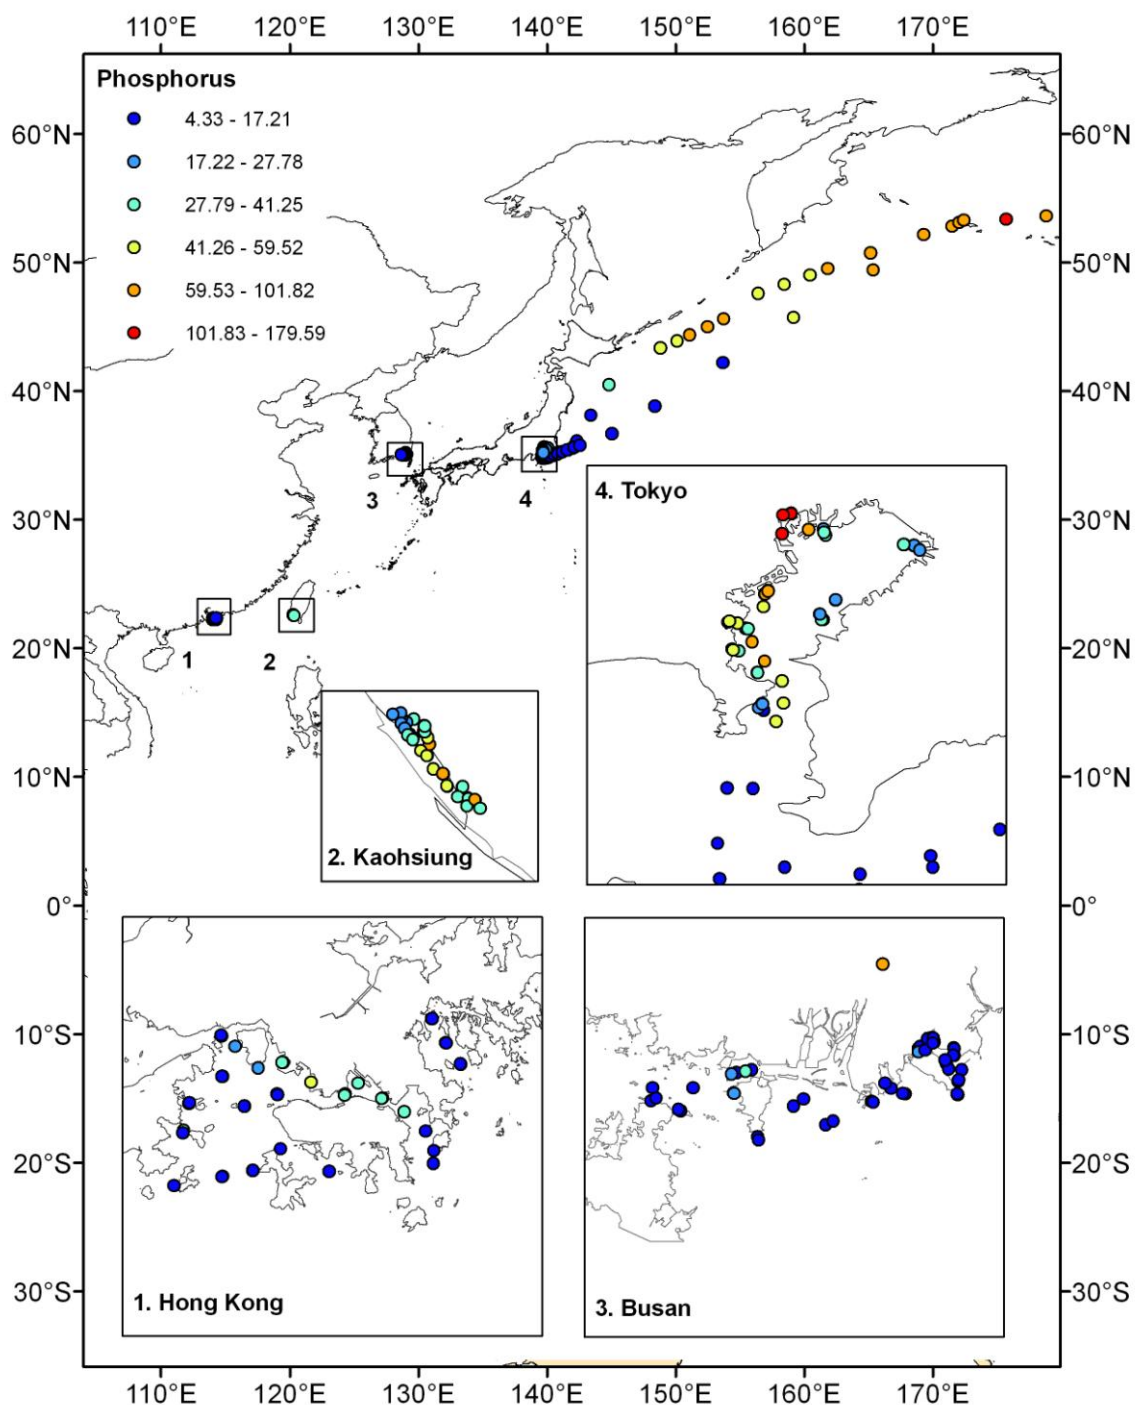 110°E 120°E 130°E 140°E 150°E 160°E 170°E
Phosphorus
4.33 - 17.21
17.22 - 27.78
27.79 - 41.25
41.26 - 59.52
59.53 - 101.82
101.83 - 179.59
60°N 60°N
50°N 50°N
40°N 40°N
3 4
4. Tokyo
30°N 30°N
1 2
20°N 20°N
10°N 10°N
2. Kaohsiung
0° 0°
10°S 10°S
20°S 20°S
30°S 30°S
1. Hong Kong 3. Busan
110°E 120°E 130°E 140°E 150°E 160°E 170°E